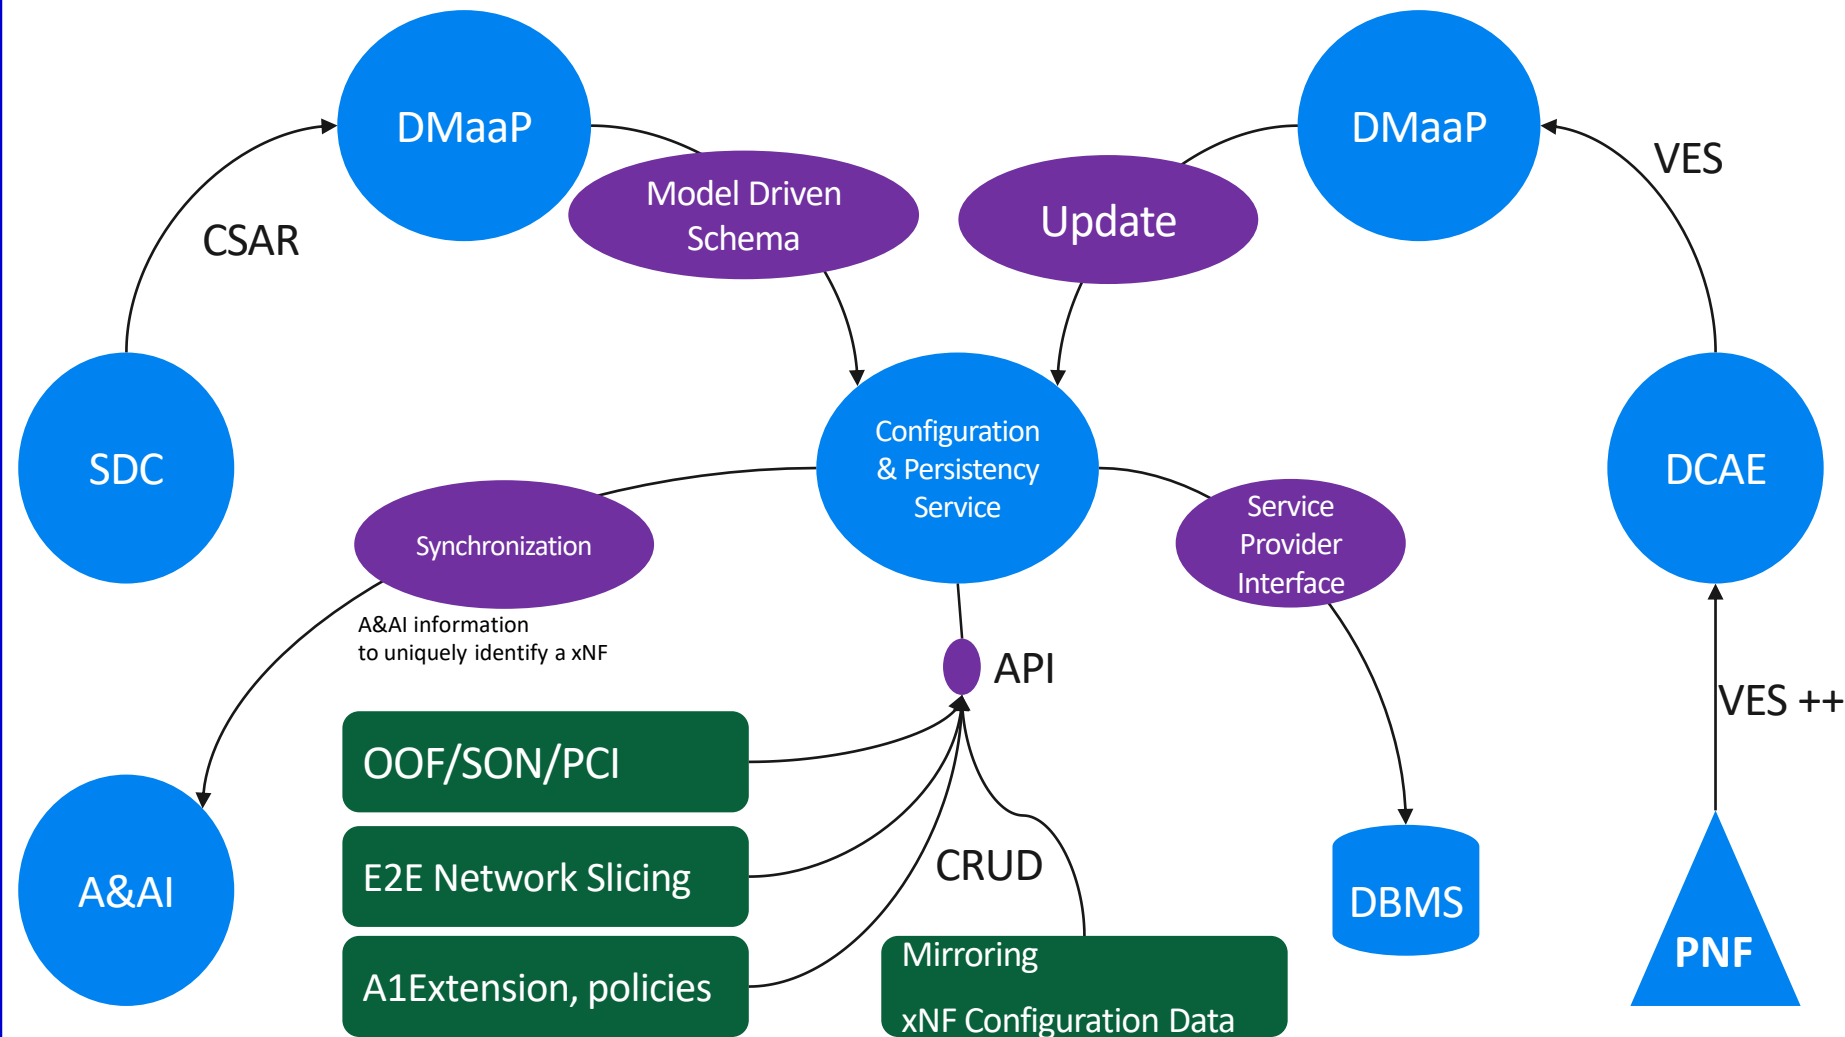 DMaaP
DMaaP
VES
Model Driven
Schema
Update
CSAR
Configuration
& Persistency
Service
SDC
DCAE
Service
Provider
Interface
Synchronization
A&AI information
to uniquely identify a xNF
API
VES ++
OOF/SON/PCI
E2E Network Slicing
CRUD
A&AI
DBMS
PNF
A1Extension, policies
Mirroring
xNF Configuration Data